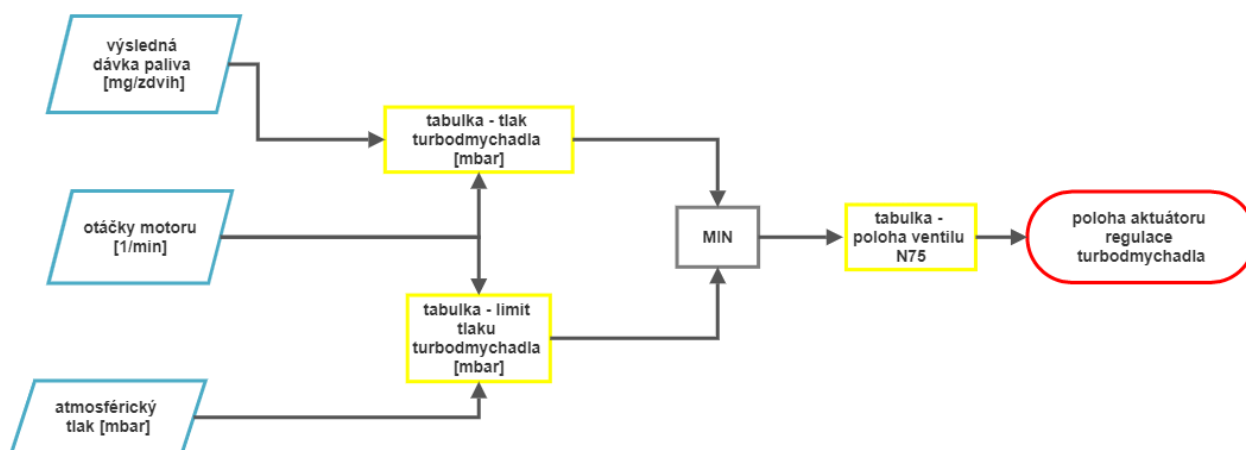 výsledná
dávka paliva
[mg/zdvih]
tabulka - tlak
turbodmychadla
[mbar]
otáčky motoru
[1/min]
MIN
tabulka -
poloha ventilu
N75
poloha aktuátoru
regulace
turbodmychadla
tabulka - limit
tlaku
turbodmychadla
[mbar]
atmosférický
tlak [mbar]